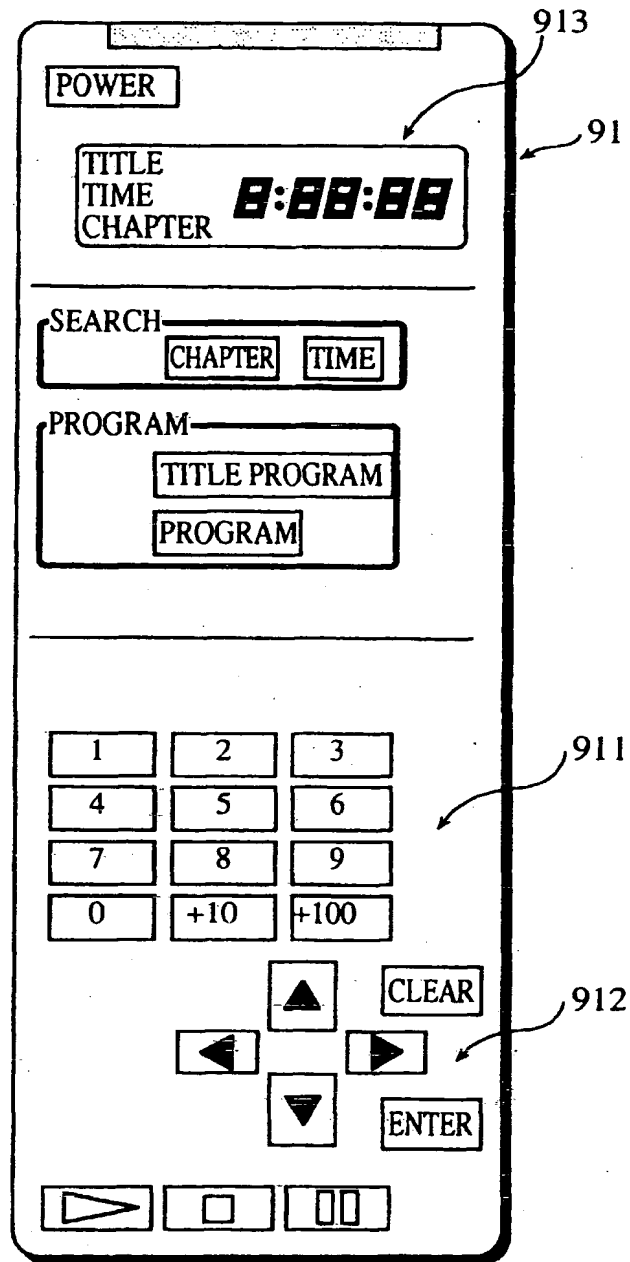 913
POWER
91
TITLE
TIME
CHAPTER
8:88:88
SEARCH
CHAPTER TIME
PROGRAM
TITLE PROGRAM
PROGRAM
911
1 2 3
4 5 6
7 8 9
0 +10 +100
CLEAR
912
ENTER